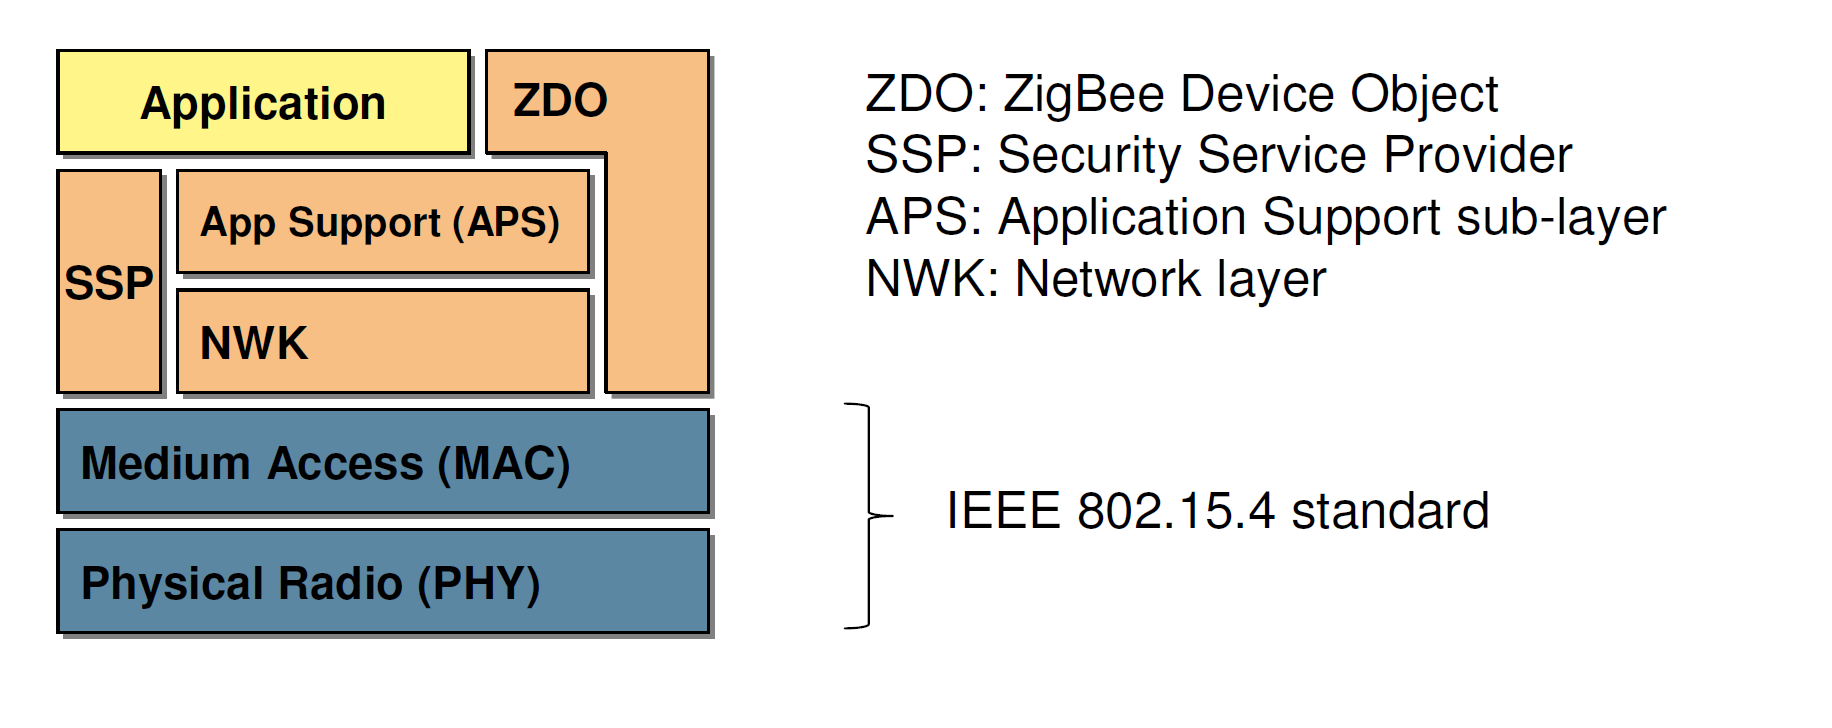 Application
ZDO
App Support (APS)
SSP
NWK
Medium Access (MAC)
Physical Radio (PHY)
ZDO: ZigBee Device Object
SSP: Security Service Provider
APS: Application Support sub-layer
NWK: Network layer
IEEE 802.15.4 standard